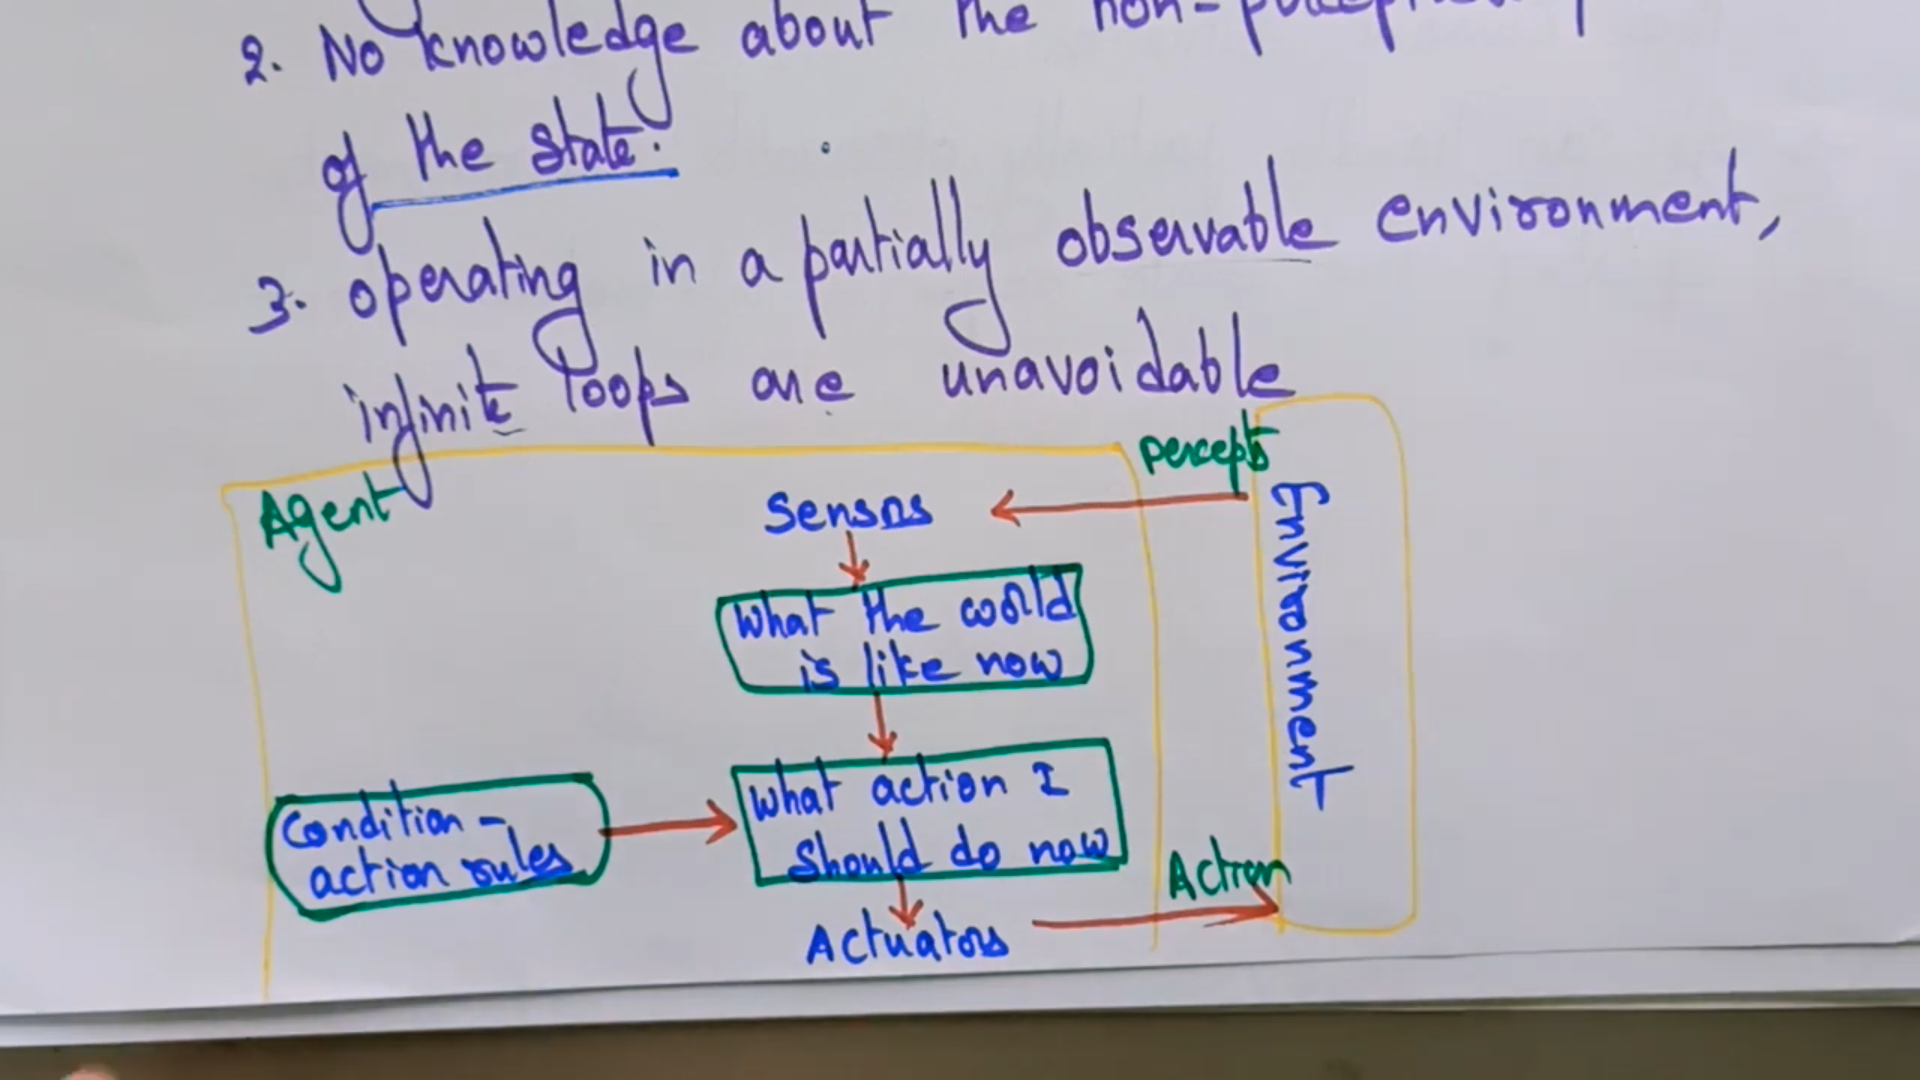 2. No knowledge about the
of the state.
3. operating in a partially observable environment,
infinite loops are unavoidable
percepts
Agent
Sensors
Environment
What the world
is like now
Condition -
action rules
What action I
should do now
Action
Actuators